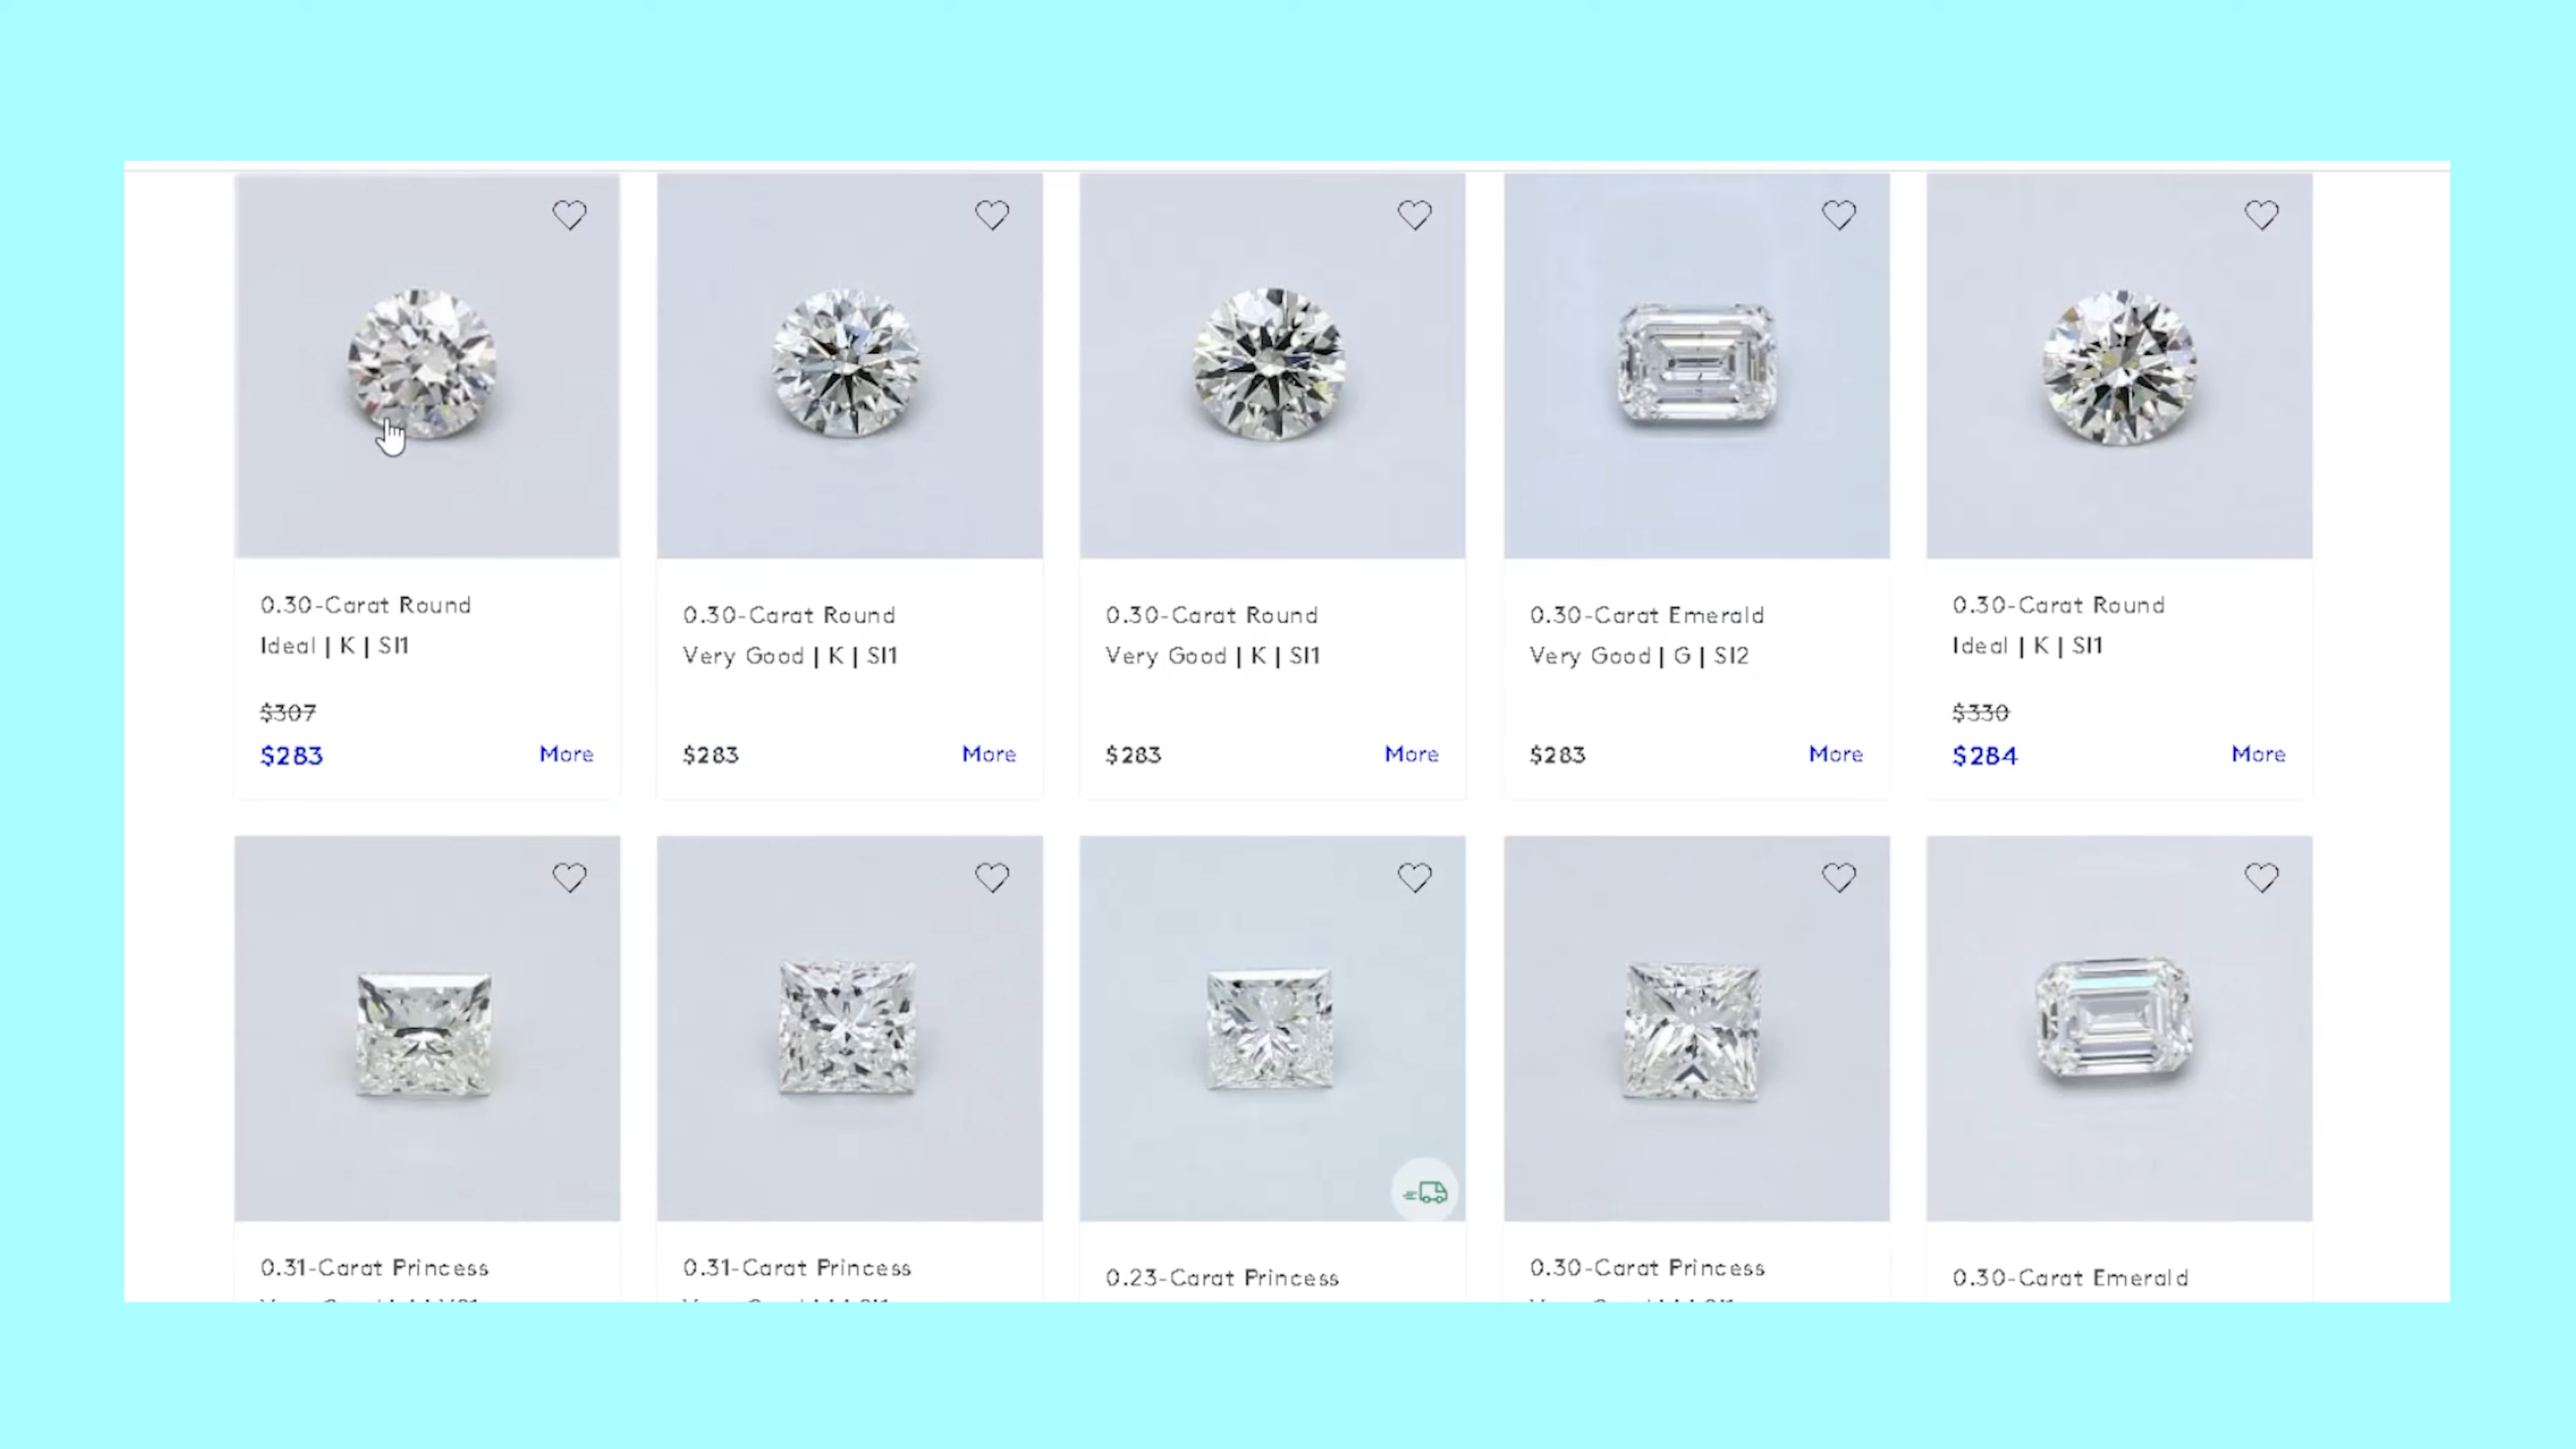 0.30-Carat Round
Ideal | K | SI1
$307
$283 More
0.30-Carat Round
Very Good | K | SI1
$283 More
0.30-Carat Round
Very Good | K | SI1
$283 More
0.30-Carat Emerald
Very Good | G | SI2
$283 More
0.30-Carat Round
Ideal | K | SI1
$330
$284 More
0.31-Carat Princess
0.31-Carat Princess
0.23-Carat Princess
0.30-Carat Princess
0.30-Carat Emerald